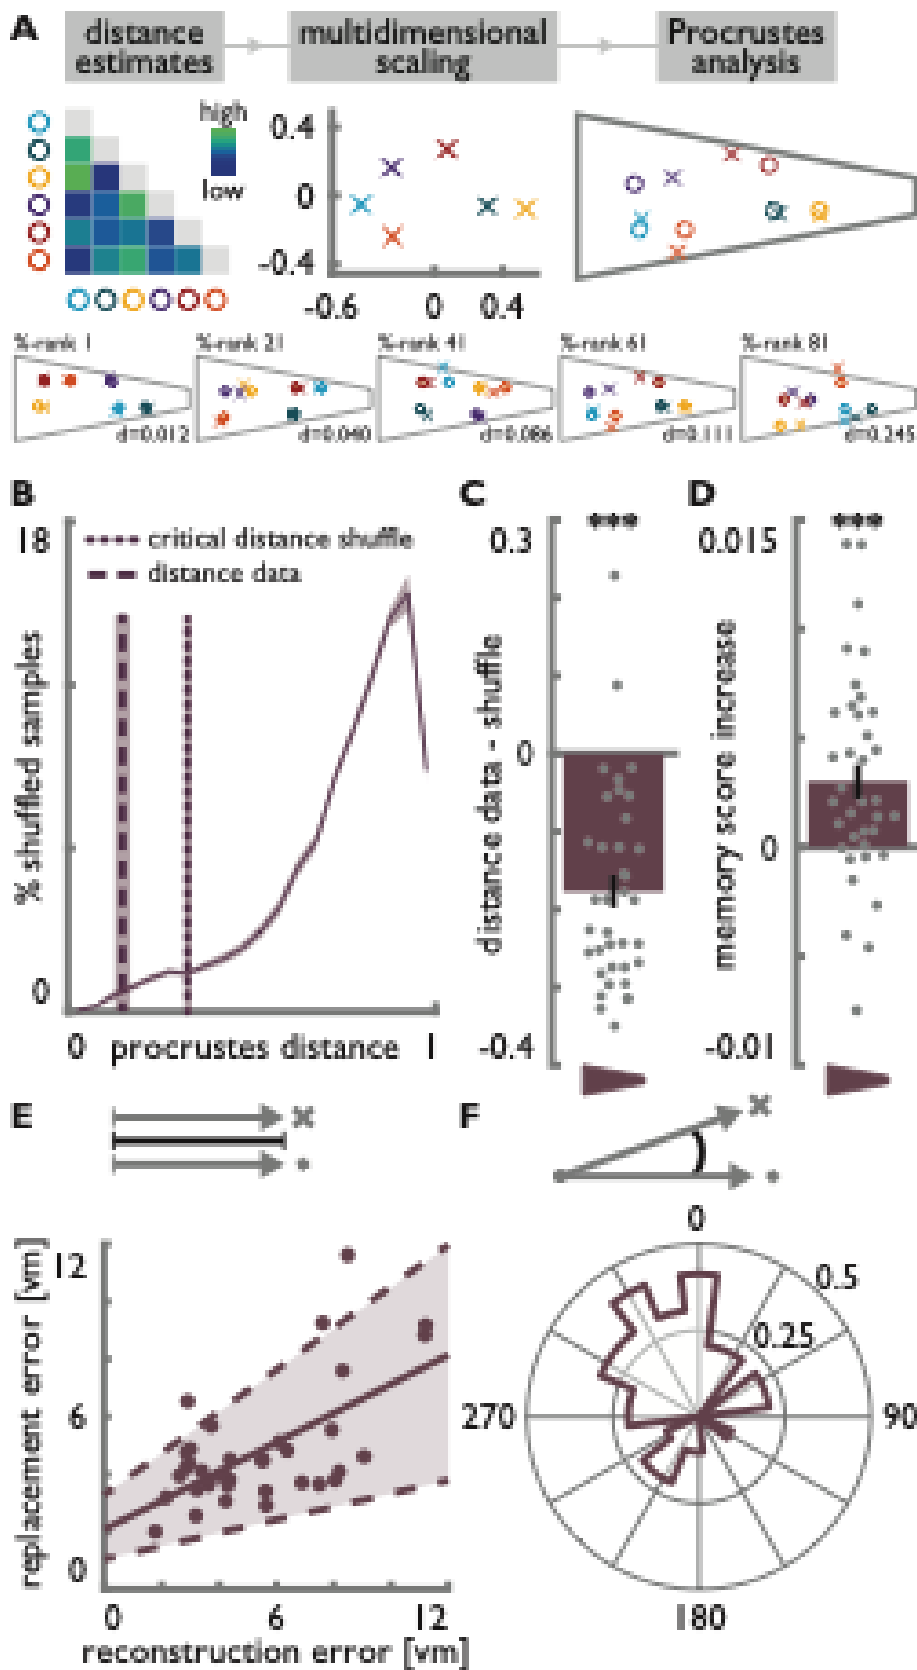 A
distance
estimates
multidimensional
scaling
Procrustes
analysis
high
low
0.4
0
-0.4
-0.6 0 0.4
%-rank 1
%-rank 21
%-rank 41
%-rank 61
%-rank 81
d=0.012
d=0.040
d=0.086
d=0.111
d=0.245
B
18
critical distance shuffle
distance data
% shuffled samples
0
0 procrustes distance 1
C
***
0.3
distance data - shuffle
0
-0.4
D
***
0.015
memory score increase
0
-0.01
E
12
replacement error [vm]
6
0
0 6 12
reconstruction error [vm]
F
0
0.5
0.25
270
90
180